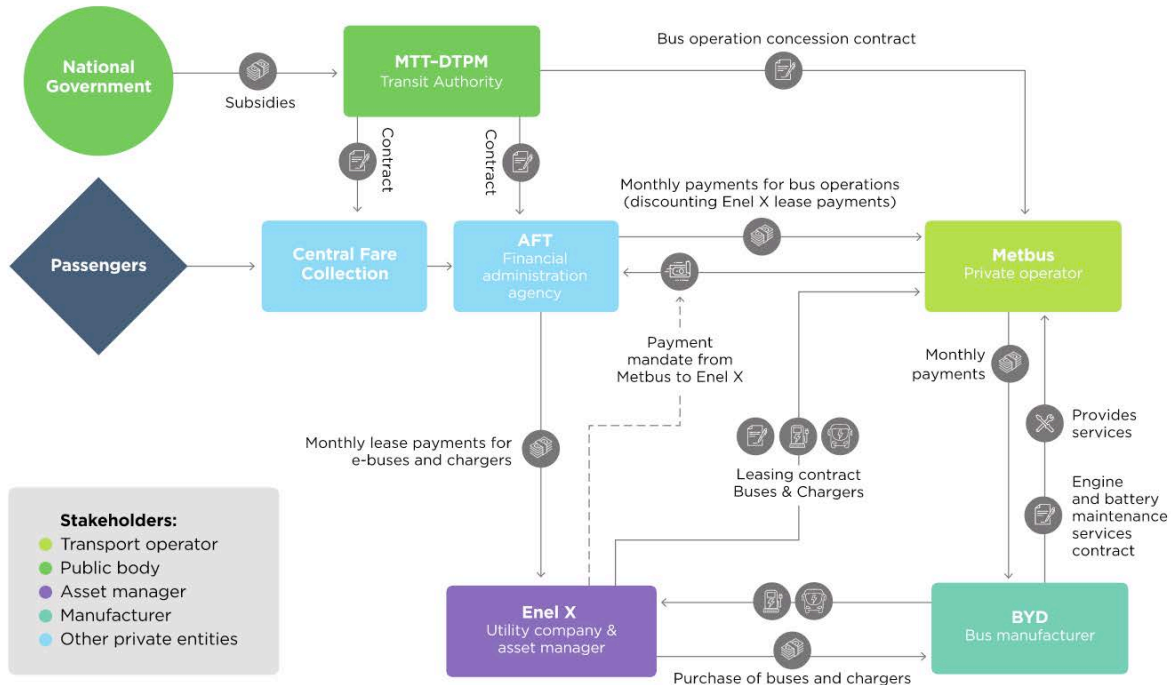 National
Government
Subsidies
MTT–DTPM
Transit Authority
Bus operation concession contract
Contract
Contract
Monthly payments for bus operations
(discounting Enel X lease payments)
Passengers
Central Fare
Collection
AFT
Financial
administration
agency
Metbus
Private operator
Payment
mandate from
Metbus to Enel X
Monthly
payments
Provides
services
Monthly lease payments for
e-buses and chargers
Leasing contract
Buses & Chargers
Engine
and battery
maintenance
services
contract
Stakeholders:
Transport operator
Public body
Asset manager
Manufacturer
Other private entities
Enel X
Utility company &
asset manager
BYD
Bus manufacturer
Purchase of buses and chargers